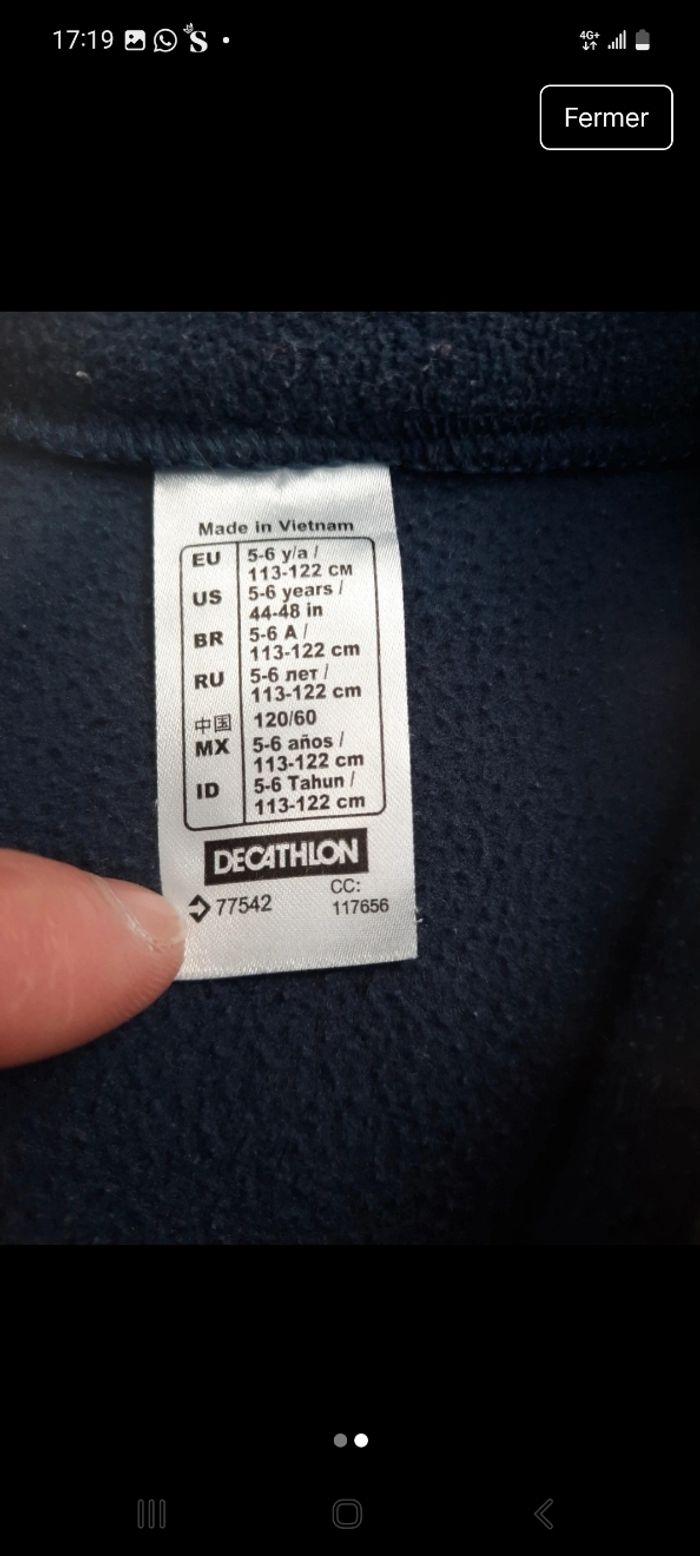 17:19 4G+
Fermer
Made in Vietnam
EU 5-6 y/a /
113-122 CM
US 5-6 years /
44-48 in
BR 5-6 A /
113-122 cm
RU 5-6 лет /
113-122 cm
中国 120/60
MX 5-6 años /
113-122 cm
ID 5-6 Tahun /
113-122 cm
DECATHLON
77542 CC:
117656